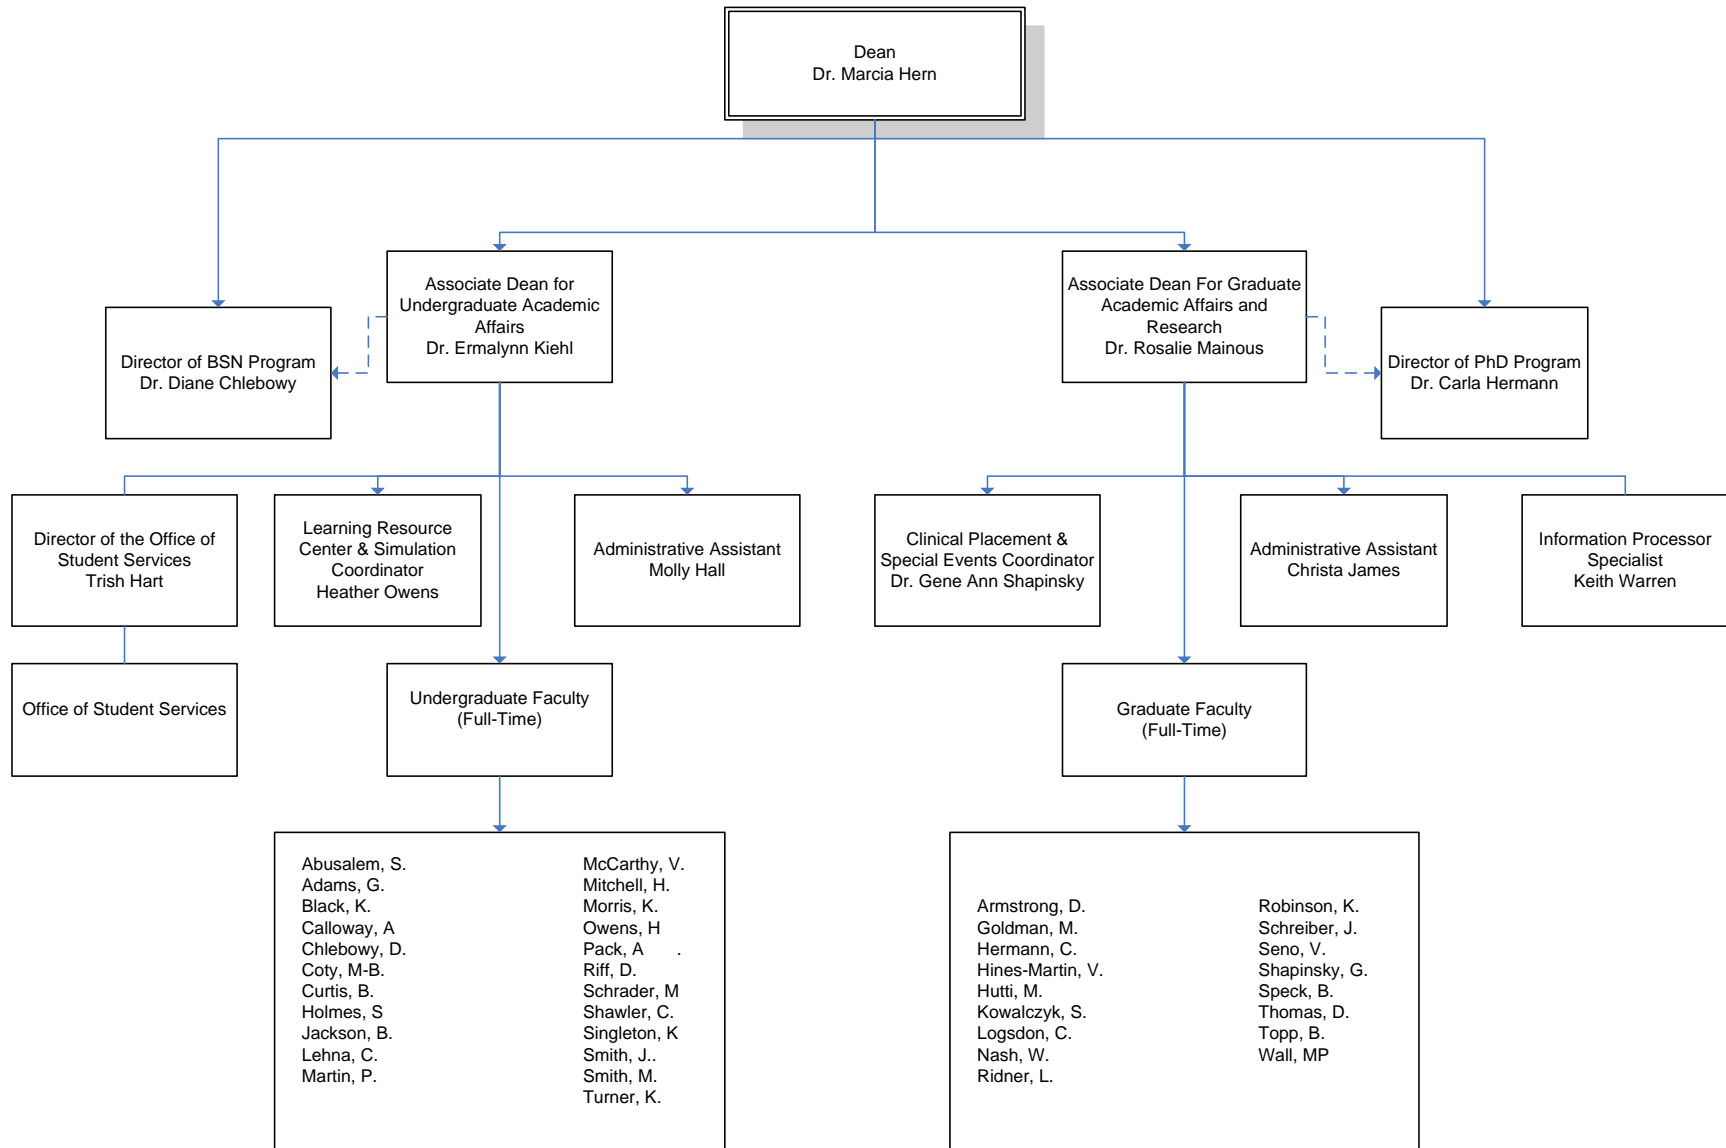 Dean
Dr. Marcia Hern
Associate Dean for
Undergraduate Academic
Affairs
Dr. Ermalynn Kiehl
Associate Dean For Graduate
Academic Affairs and
Research
Dr. Rosalie Mainous
Director of BSN Program
Dr. Diane Chlebowy
Director of PhD Program
Dr. Carla Hermann
Director of the Office of
Student Services
Trish Hart
Learning Resource
Center & Simulation
Coordinator
Heather Owens
Administrative Assistant
Molly Hall
Clinical Placement &
Special Events Coordinator
Dr. Gene Ann Shapinsky
Administrative Assistant
Christa James
Information Processor
Specialist
Keith Warren
Office of Student Services
Undergraduate Faculty
(Full-Time)
Graduate Faculty
(Full-Time)
Abusalem, S.
Adams, G.
Black, K.
Calloway, A
Chlebowy, D.
Coty, M-B.
Curtis, B.
Holmes, S
Jackson, B.
Lehna, C.
Martin, P.
McCarthy, V.
Mitchell, H.
Morris, K.
Owens, H
Pack, A .
Riff, D.
Schrader, M
Shawler, C.
Singleton, K
Smith, J..
Smith, M.
Turner, K.
Armstrong, D.
Goldman, M.
Hermann, C.
Hines-Martin, V.
Hutti, M.
Kowalczyk, S.
Logsdon, C.
Nash, W.
Ridner, L.
Robinson, K.
Schreiber, J.
Seno, V.
Shapinsky, G.
Speck, B.
Thomas, D.
Topp, B.
Wall, MP